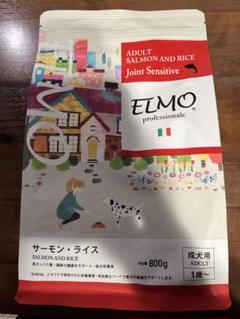 ADULT
SALMON AND RICE
Joint Sensitive
ELMO
professionale
サーモン・ライス
SALMON AND RICE
内容量 800g
成犬用
ADULT
1歳〜